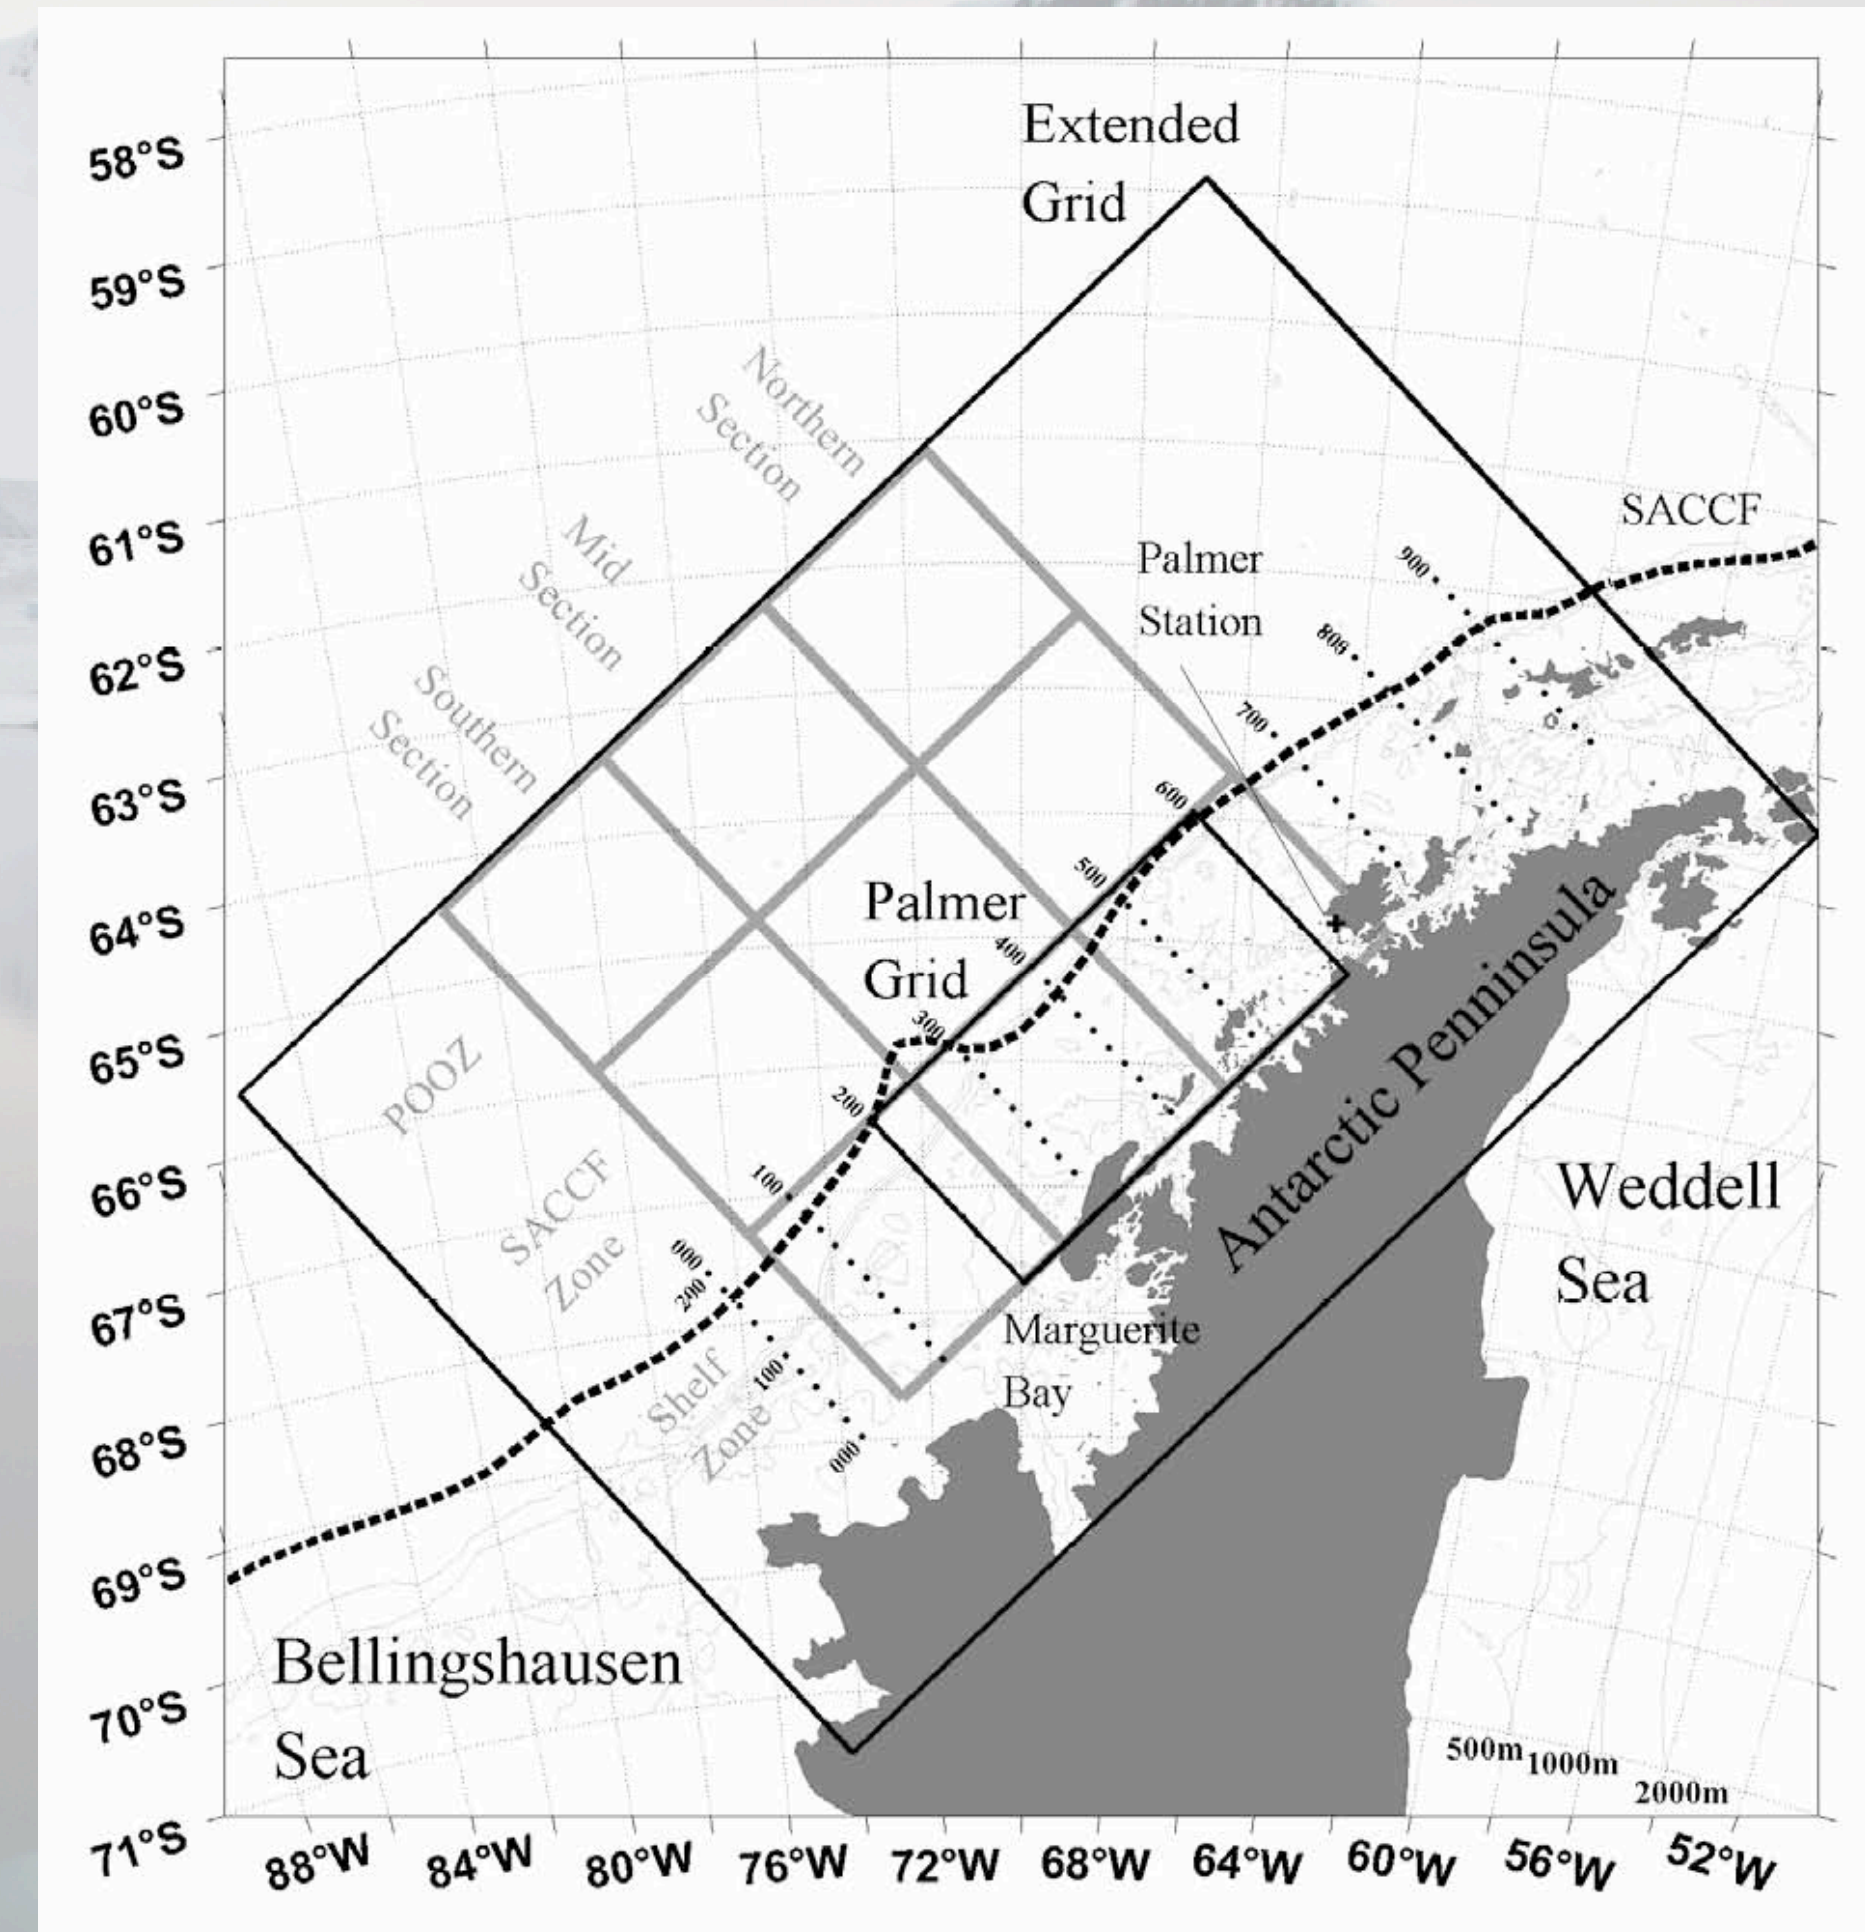 Extended
Grid
58°S
59°S
60°S
61°S
62°S
63°S
64°S
65°S
66°S
67°S
68°S
69°S
70°S
71°S
Northern
Section
Mid
Section
Southern
Section
SACCF
Palmer
Station
900
800
700
600
500
400
300
200
100
000
Palmer
Grid
POOZ
SACCF
Zone
Shelf
Zone
200
100
000
Antarctic Penninsula
Weddell
Sea
Marguerite
Bay
Bellingshausen
Sea
500m 1000m
2000m
88°W 84°W 80°W 76°W 72°W 68°W 64°W 60°W 56°W 52°W